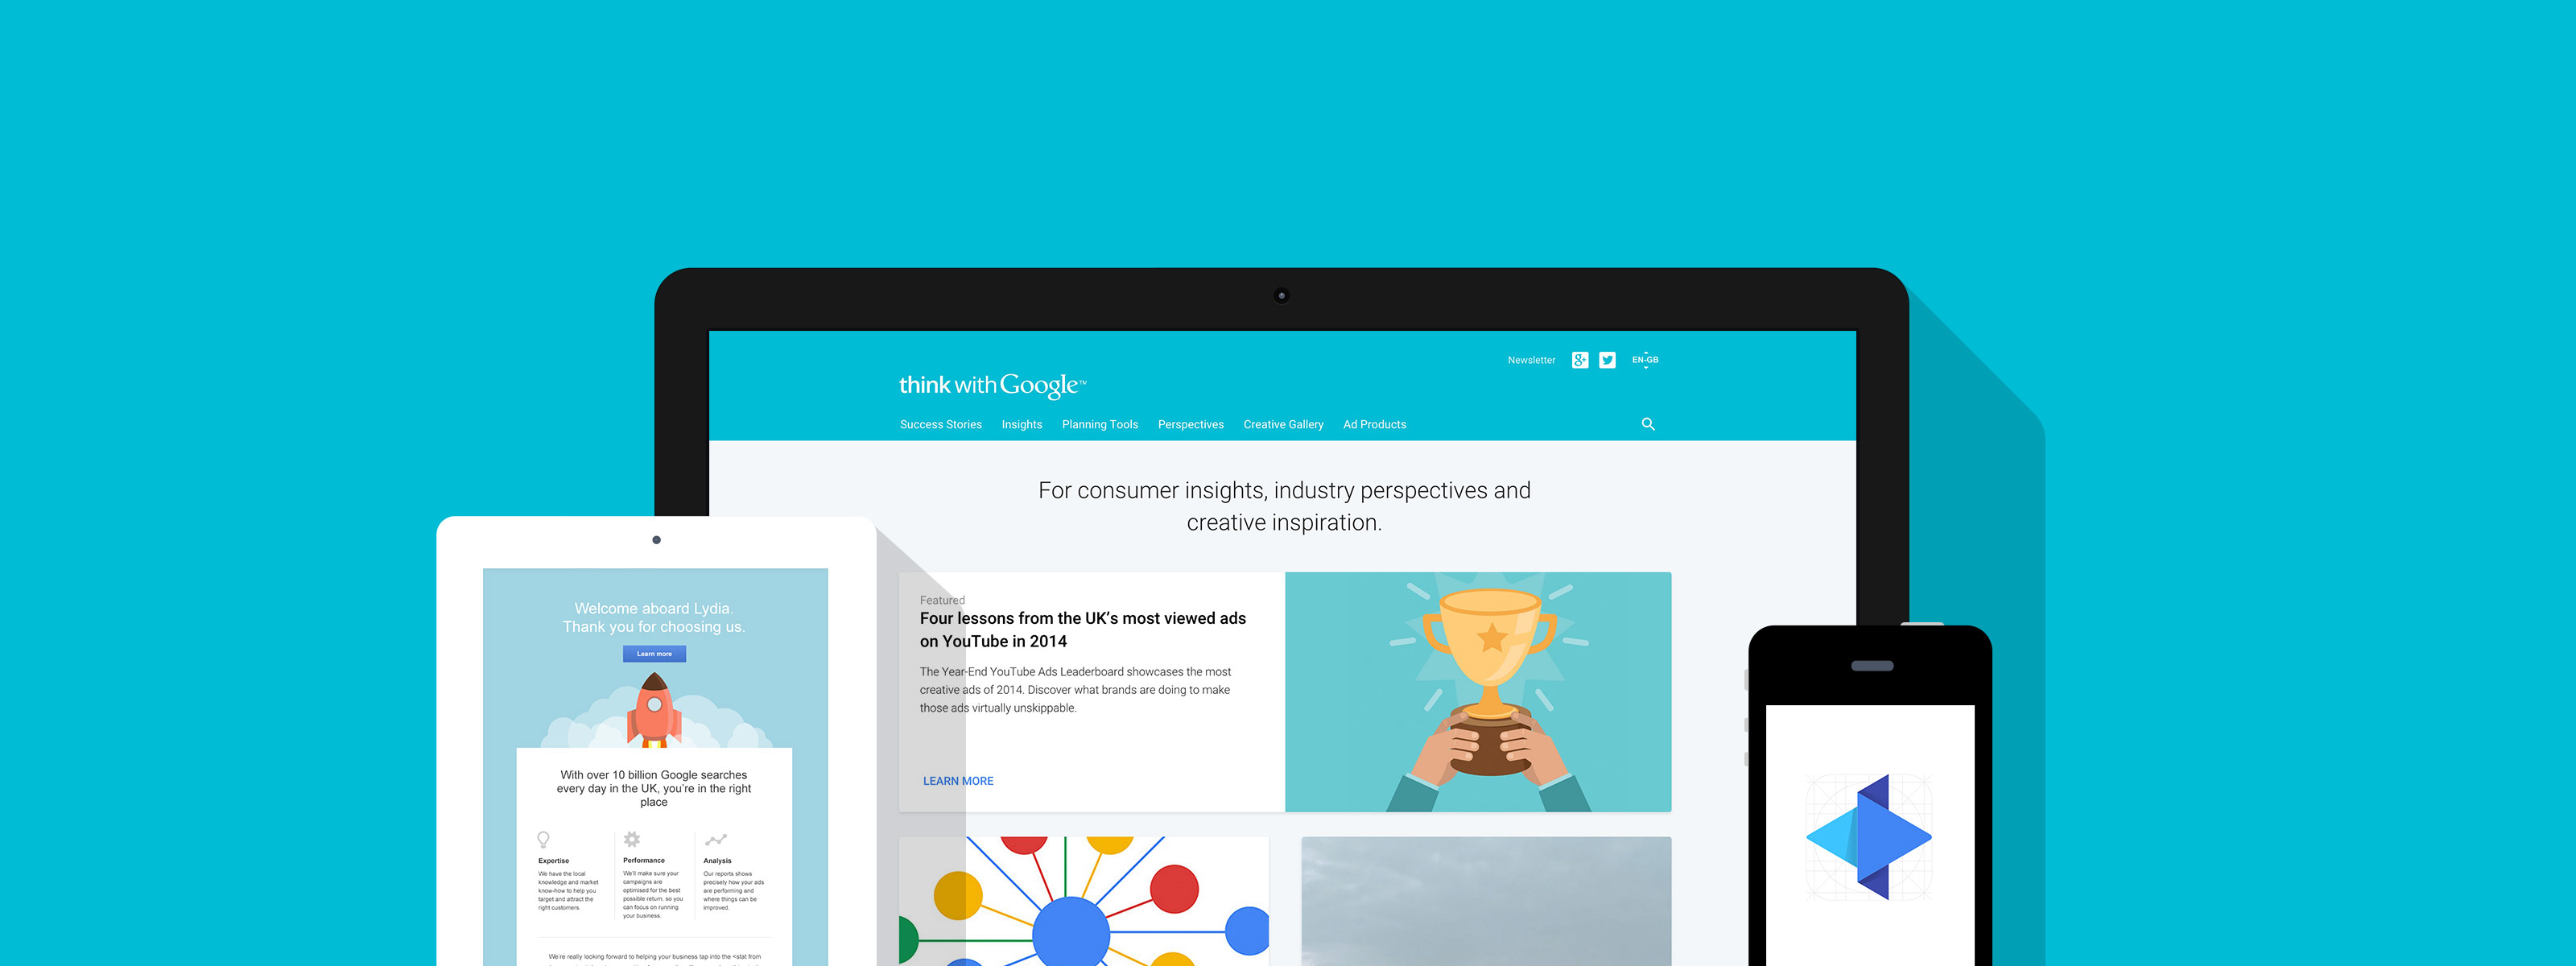 Newsletter
EN-GB
think with Google™
Success Stories Insights Planning Tools Perspectives Creative Gallery Ad Products
For consumer insights, industry perspectives and
creative inspiration.
Featured
Four lessons from the UK’s most viewed ads
on YouTube in 2014
The Year-End YouTube Ads Leaderboard showcases the most
creative ads of 2014. Discover what brands are doing to make
those ads virtually unskippable.
LEARN MORE
Welcome aboard Lydia.
Thank you for choosing us.
Learn more
With over 10 billion Google searches
every day in the UK, you’re in the right
place
Expertise
We have the local
knowledge and market
know-how to help you
target and attract the
right customers.
Performance
We'll make sure your
campaigns are
optimised for the best
possible return, so you
can focus on running
your business.
Analysis
Our reports shows
precisely how your ads
are performing and
where things can be
improved.
We're really looking forward to helping your business tap into the <stat from